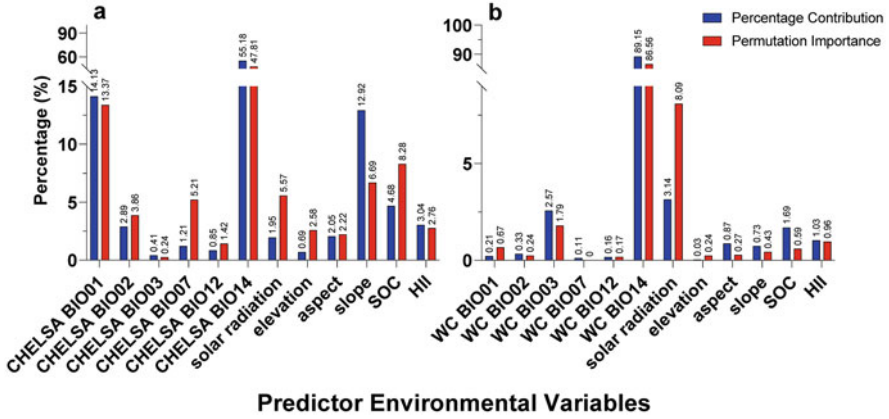 a
Percentage (%)
90
60
15
10
5
0
14.13
13.37
2.89
3.86
0.41
0.24
1.21
5.21
0.85
1.42
55.18
47.81
1.95
5.57
0.69
2.58
2.05
2.22
12.92
6.69
4.68
8.28
3.04
2.76
CHELSA BIO01
CHELSA BIO02
CHELSA BIO03
CHELSA BIO07
CHELSA BIO12
CHELSA BIO14
solar radiation
elevation
aspect
slope
SOC
HII
b
Percentage Contribution
Permutation Importance
100
90
5
0
0.21
0.67
0.33
0.24
2.57
1.79
0.11
0
0.16
0.17
89.15
86.56
3.14
8.09
0.03
0.24
0.87
0.27
0.73
0.43
1.69
0.59
1.03
0.96
WC BIO01
WC BIO02
WC BIO03
WC BIO07
WC BIO12
WC BIO14
solar radiation
elevation
aspect
slope
SOC
HII
Predictor Environmental Variables